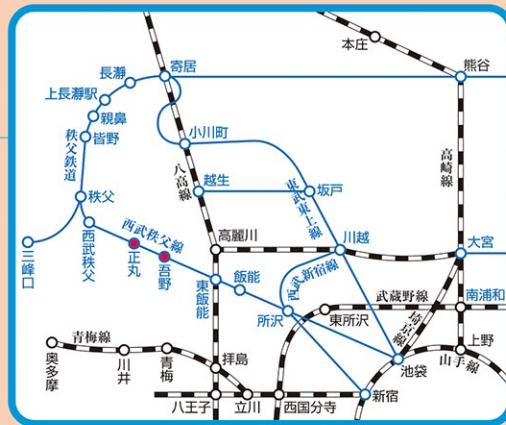 本庄
熊谷
寄居
長瀞
上長瀞駅
親鼻
皆野
秩父鉄道
小川町
八高線
高崎線
越生
坂戸
東武東上線
秩父
西武秩父
三峰口
西武秩父線
正丸
吾野
高麗川
川越
大宮
西武新宿線
東飯能
飯能
所沢
東所沢
武蔵野線
南浦和
埼京線
青梅線
奥多摩
川井
青梅
拝島
池袋
上野
山手線
八王子
立川
西国分寺
新宿